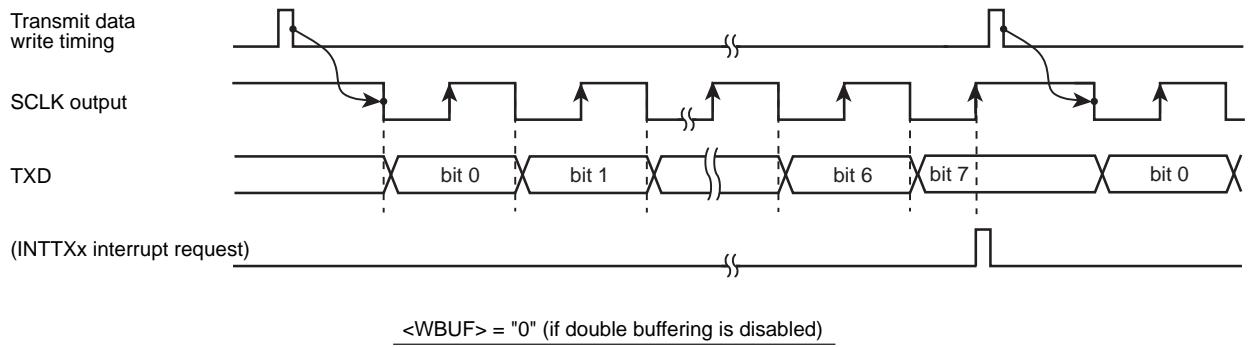 Transmit data
write timing
SCLK output
TXD
bit 0
bit 1
bit 6
bit 7
bit 0
(INTTXx interrupt request)
<WBUF> = "0" (if double buffering is disabled)